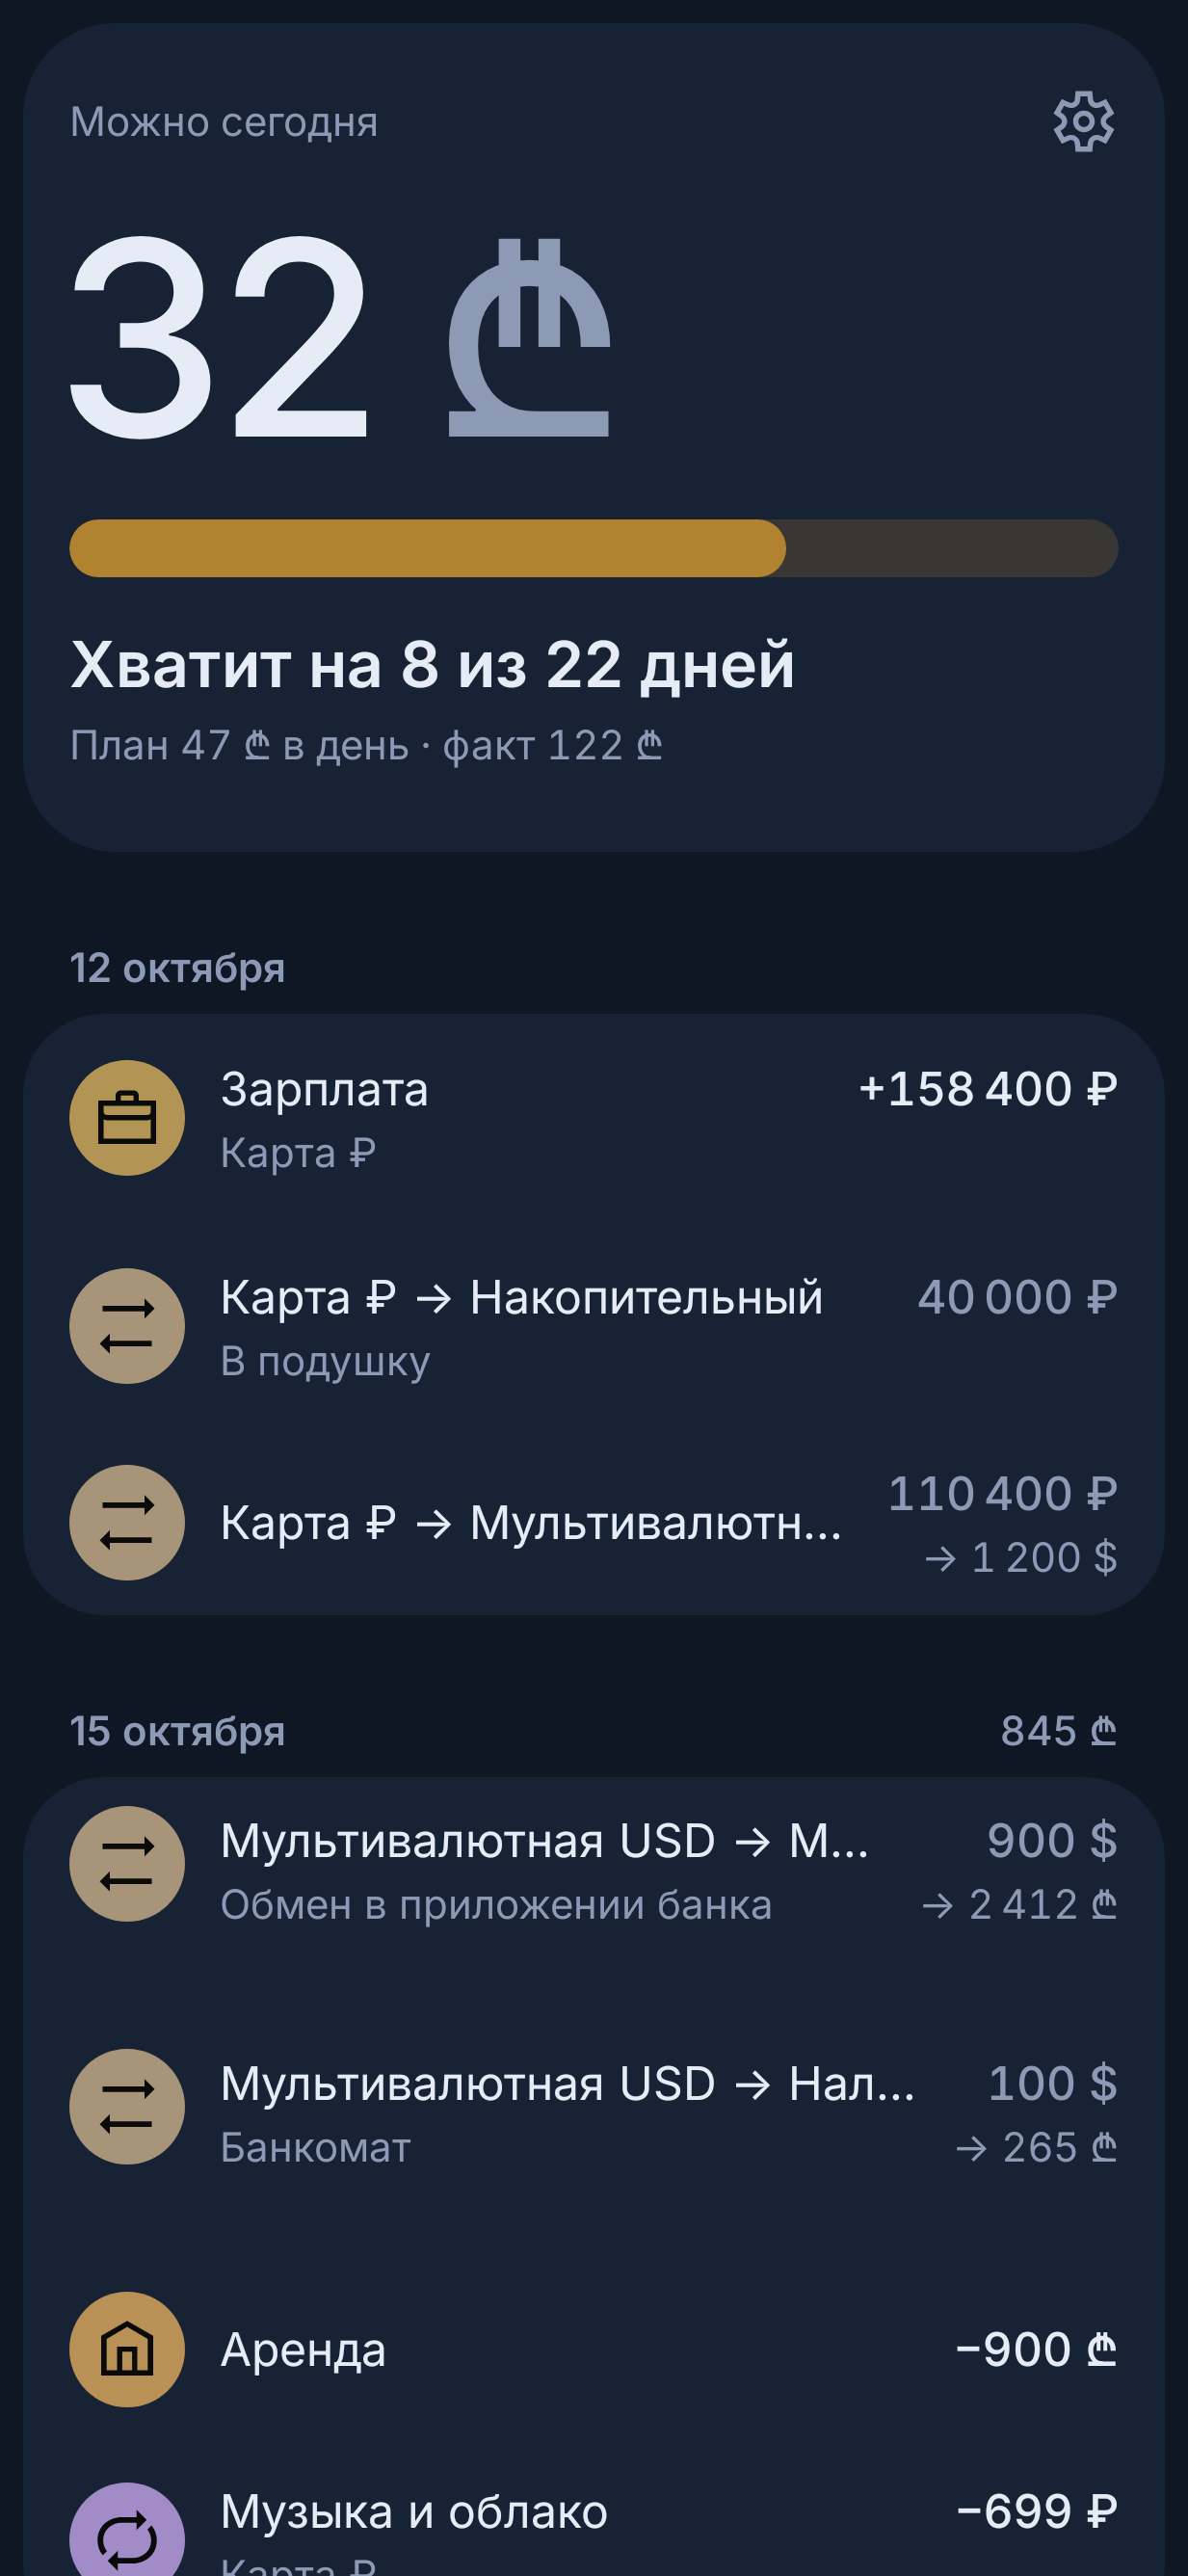 Можно сегодня
32 ₾
Хватит на 8 из 22 дней
План 47 ₾ в день · факт 122 ₾
12 октября
Зарплата +158 400 ₽
Карта ₽
Карта ₽ → Накопительный 40 000 ₽
В подушку
Карта ₽ → Мультивалютн... 110 400 ₽
→ 1 200 $
15 октября 845 ₾
Мультивалютная USD → М... 900 $
Обмен в приложении банка → 2 412 ₾
Мультивалютная USD → Нал... 100 $
Банкомат → 265 ₾
Аренда −900 ₾
Музыка и облако −699 ₽
Карта ₽